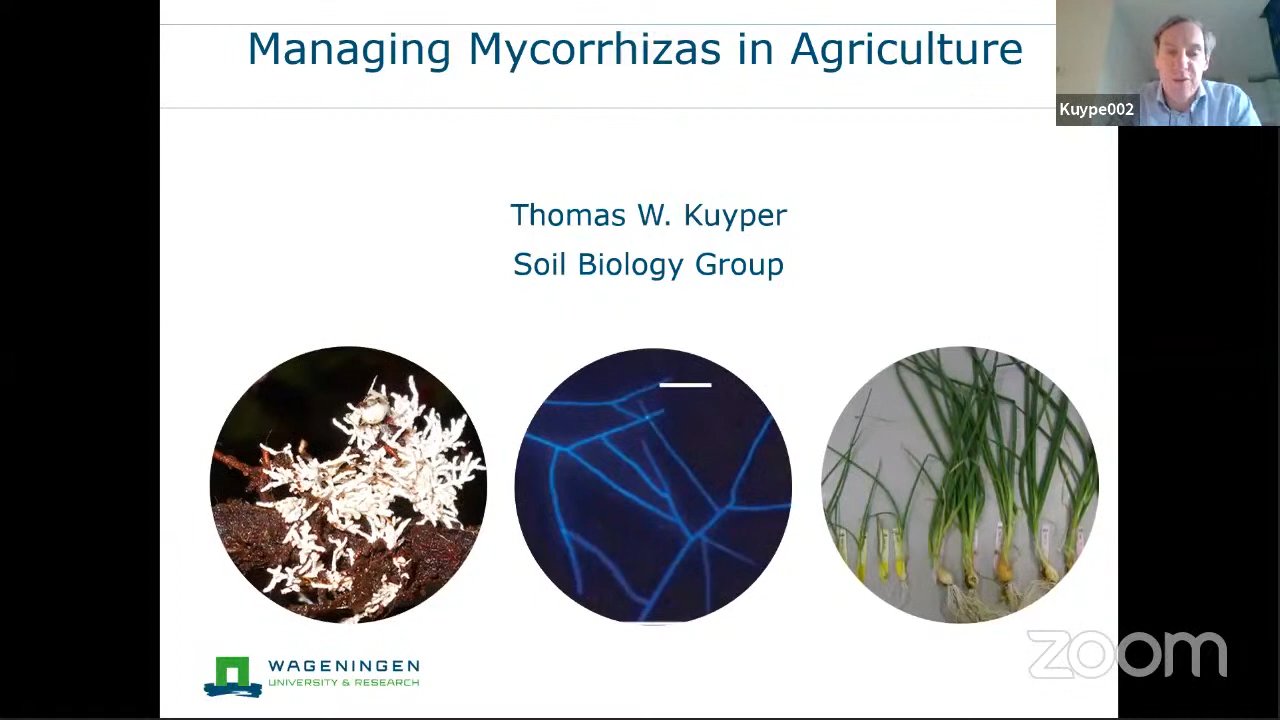 Managing Mycorrhizas in Agriculture
Kuype002
Thomas W. Kuyper
Soil Biology Group
WAGENINGEN
UNIVERSITY & RESEARCH
zoom